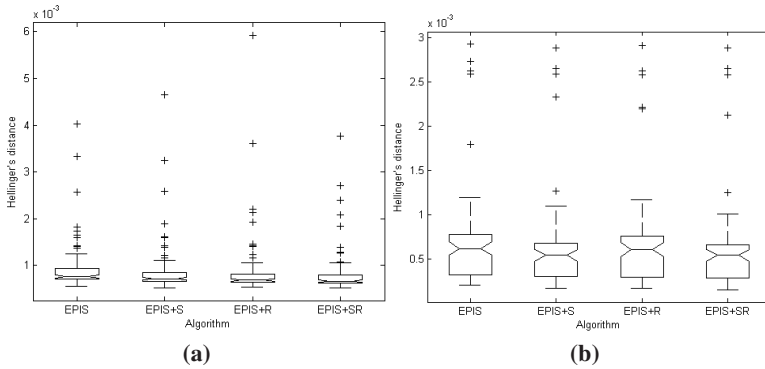 x 10⁻³
6
5
4
3
2
1
Hellinger's distance
EPIS EPIS+S EPIS+R EPIS+SR
Algorithm
(a)
x 10⁻³
3
2.5
2
1.5
1
0.5
Hellinger's distance
EPIS EPIS+S EPIS+R EPIS+SR
Algorithm
(b)